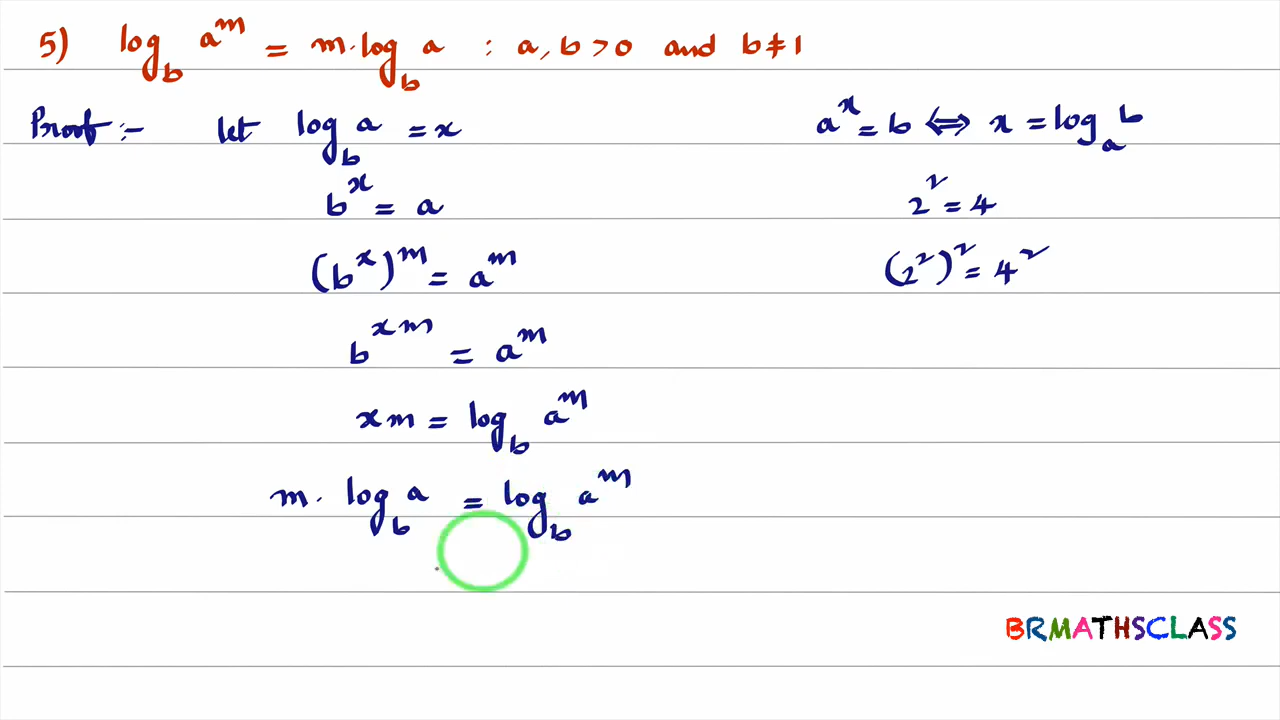 5) log_b a^m = m·log_b a : a, b > 0 and b ≠ 1
Proof :- let log_b a = x
a^x = b ⟺ x = log_a b
b^x = a
2^2 = 4
(b^x)^m = a^m
(2^2)^2 = 4^2
b^xm = a^m
xm = log_b a^m
m· log_b a = log_b a^m
BRMATHSCLASS